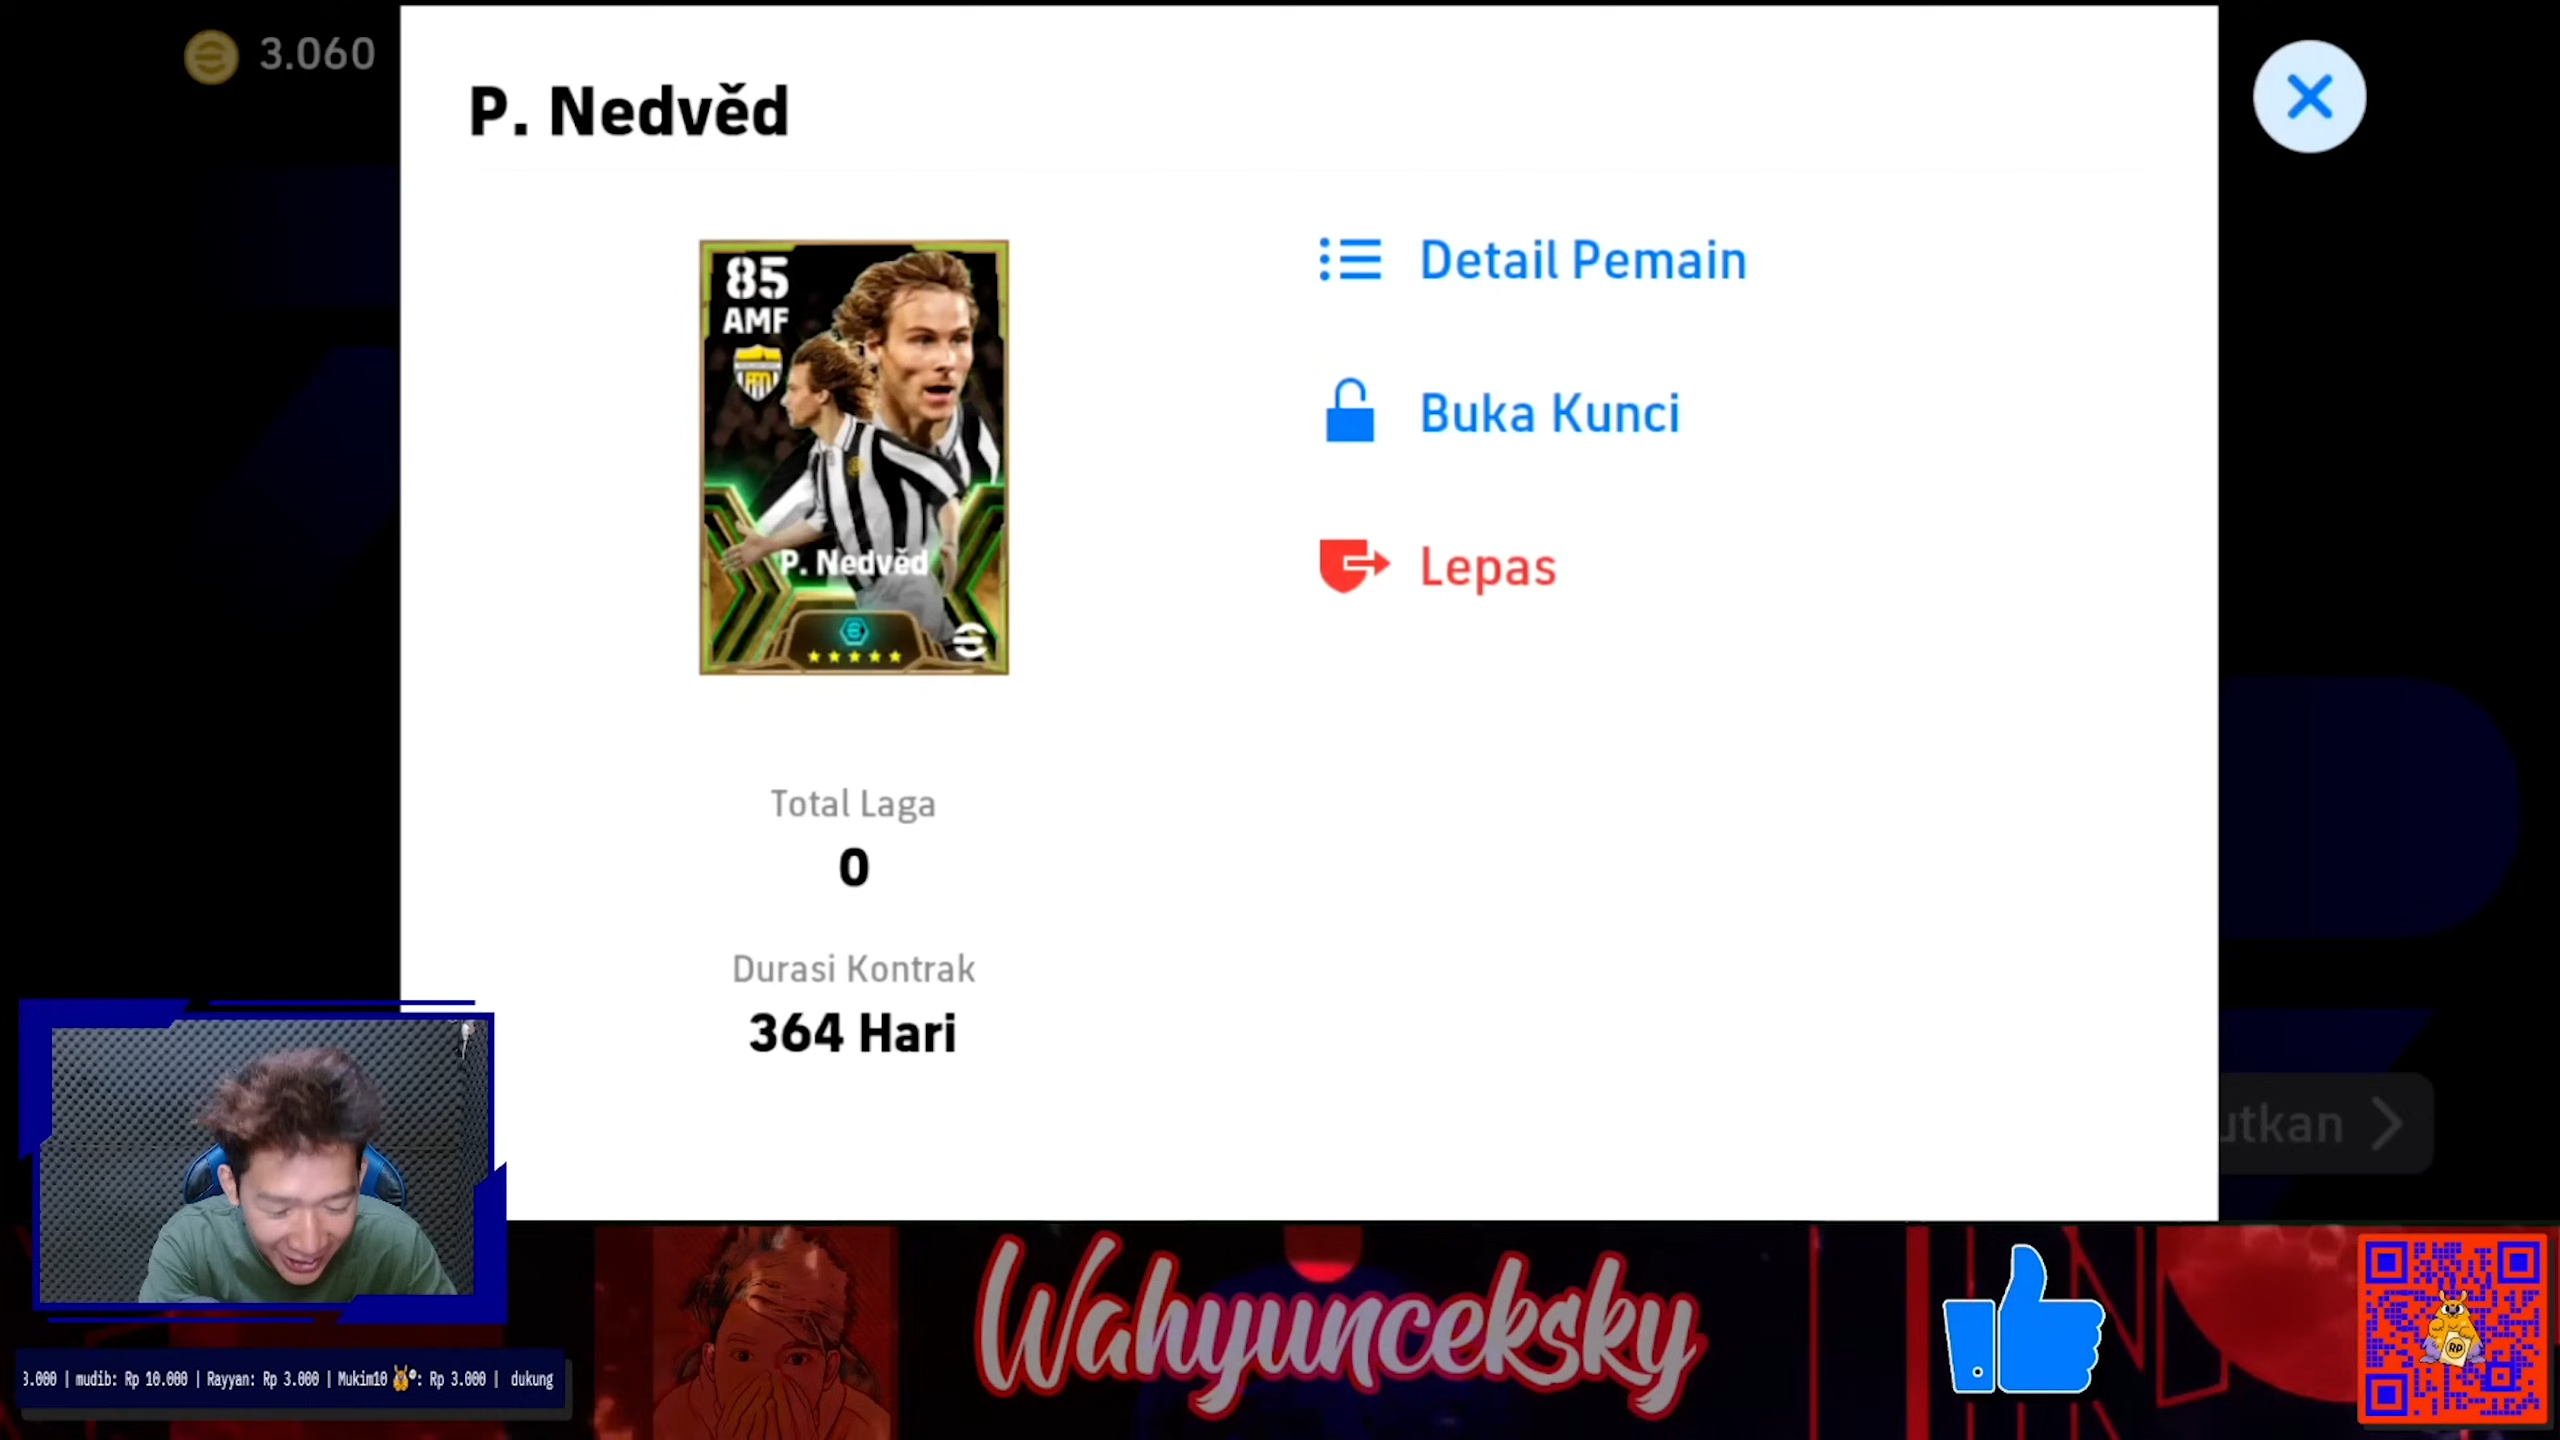 3.060
P. Nedvěd
85
AMF
P. Nedvěd
Detail Pemain
Buka Kunci
Lepas
Total Laga
0
Durasi Kontrak
364 Hari
utkan
3.000 | mudib: Rp 10.000 | Rayyan: Rp 3.000 | Mukim10 : Rp 3.000 | dukung
Wahyunceksky
RP